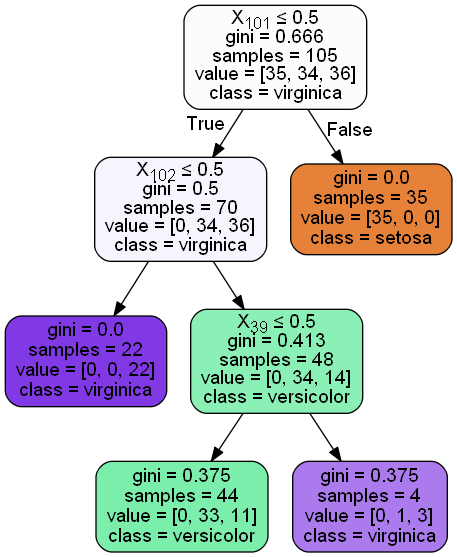 X₁₀₁ ≤ 0.5
gini = 0.666
samples = 105
value = [35, 34, 36]
class = virginica
True
False
X₁₀₂ ≤ 0.5
gini = 0.5
samples = 70
value = [0, 34, 36]
class = virginica
gini = 0.0
samples = 35
value = [35, 0, 0]
class = setosa
gini = 0.0
samples = 22
value = [0, 0, 22]
class = virginica
X₃₉ ≤ 0.5
gini = 0.413
samples = 48
value = [0, 34, 14]
class = versicolor
gini = 0.375
samples = 44
value = [0, 33, 11]
class = versicolor
gini = 0.375
samples = 4
value = [0, 1, 3]
class = virginica